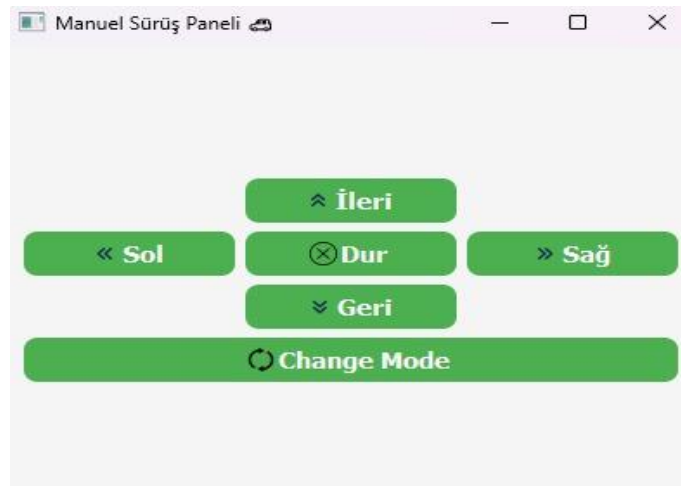 Manuel Sürüş Paneli
İleri
Sol Dur Sağ
Geri
Change Mode